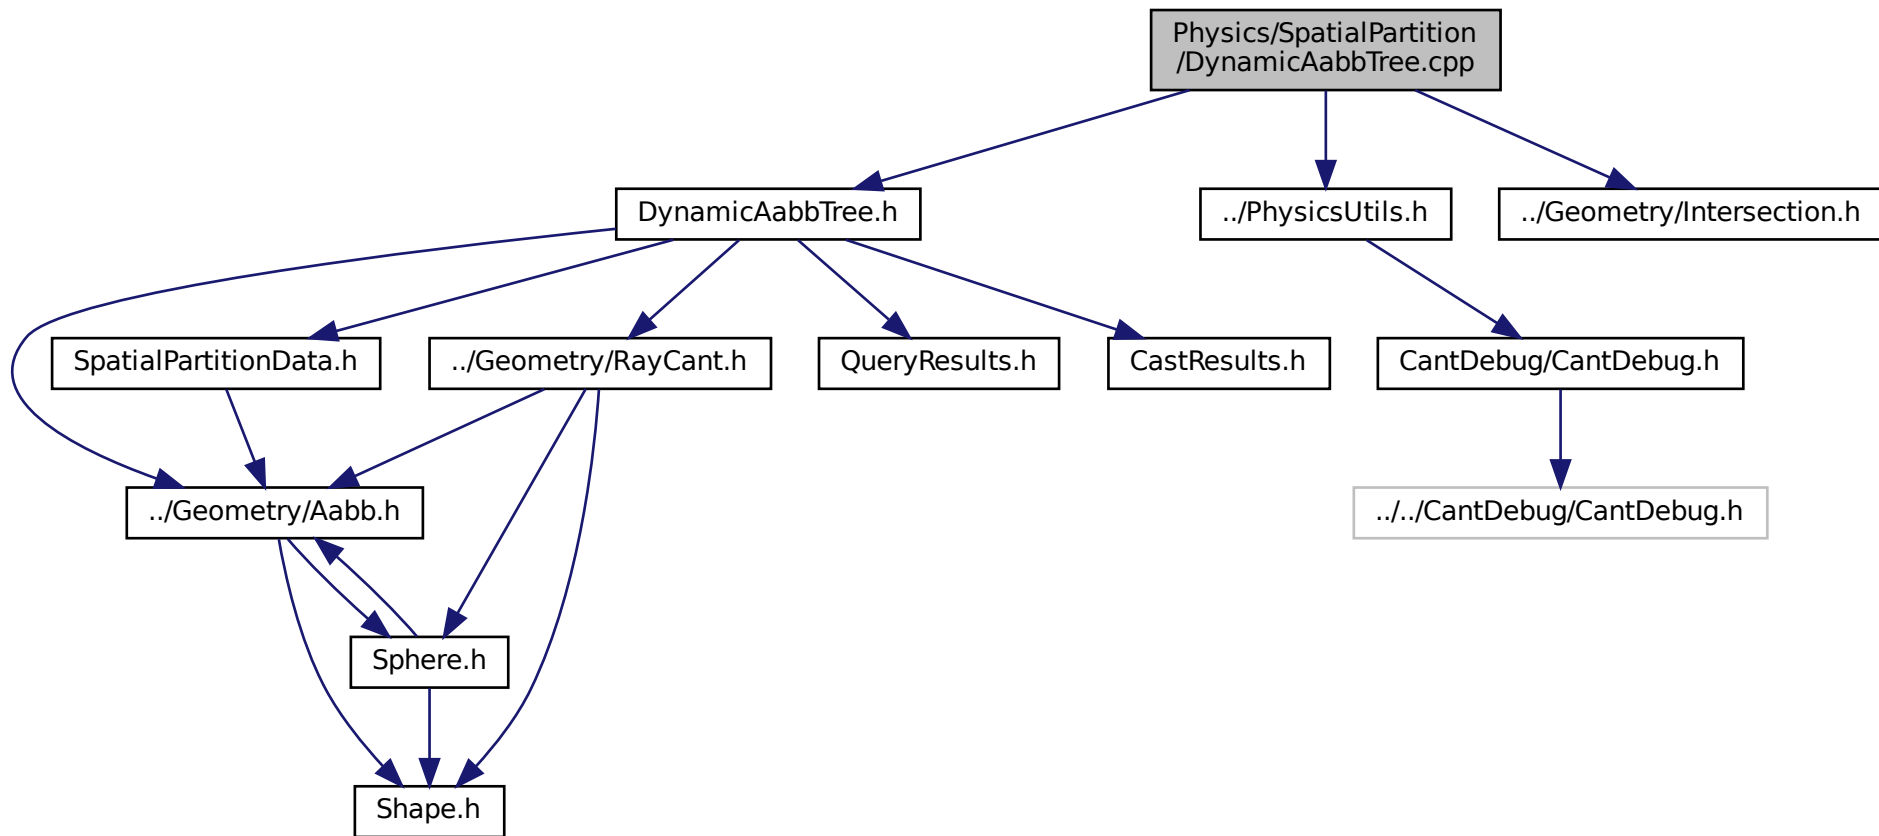 Physics/SpatialPartition
/DynamicAabbTree.cpp
DynamicAabbTree.h
../PhysicsUtils.h
../Geometry/Intersection.h
SpatialPartitionData.h
../Geometry/RayCant.h
QueryResults.h
CastResults.h
CantDebug/CantDebug.h
../Geometry/Aabb.h
../../CantDebug/CantDebug.h
Sphere.h
Shape.h